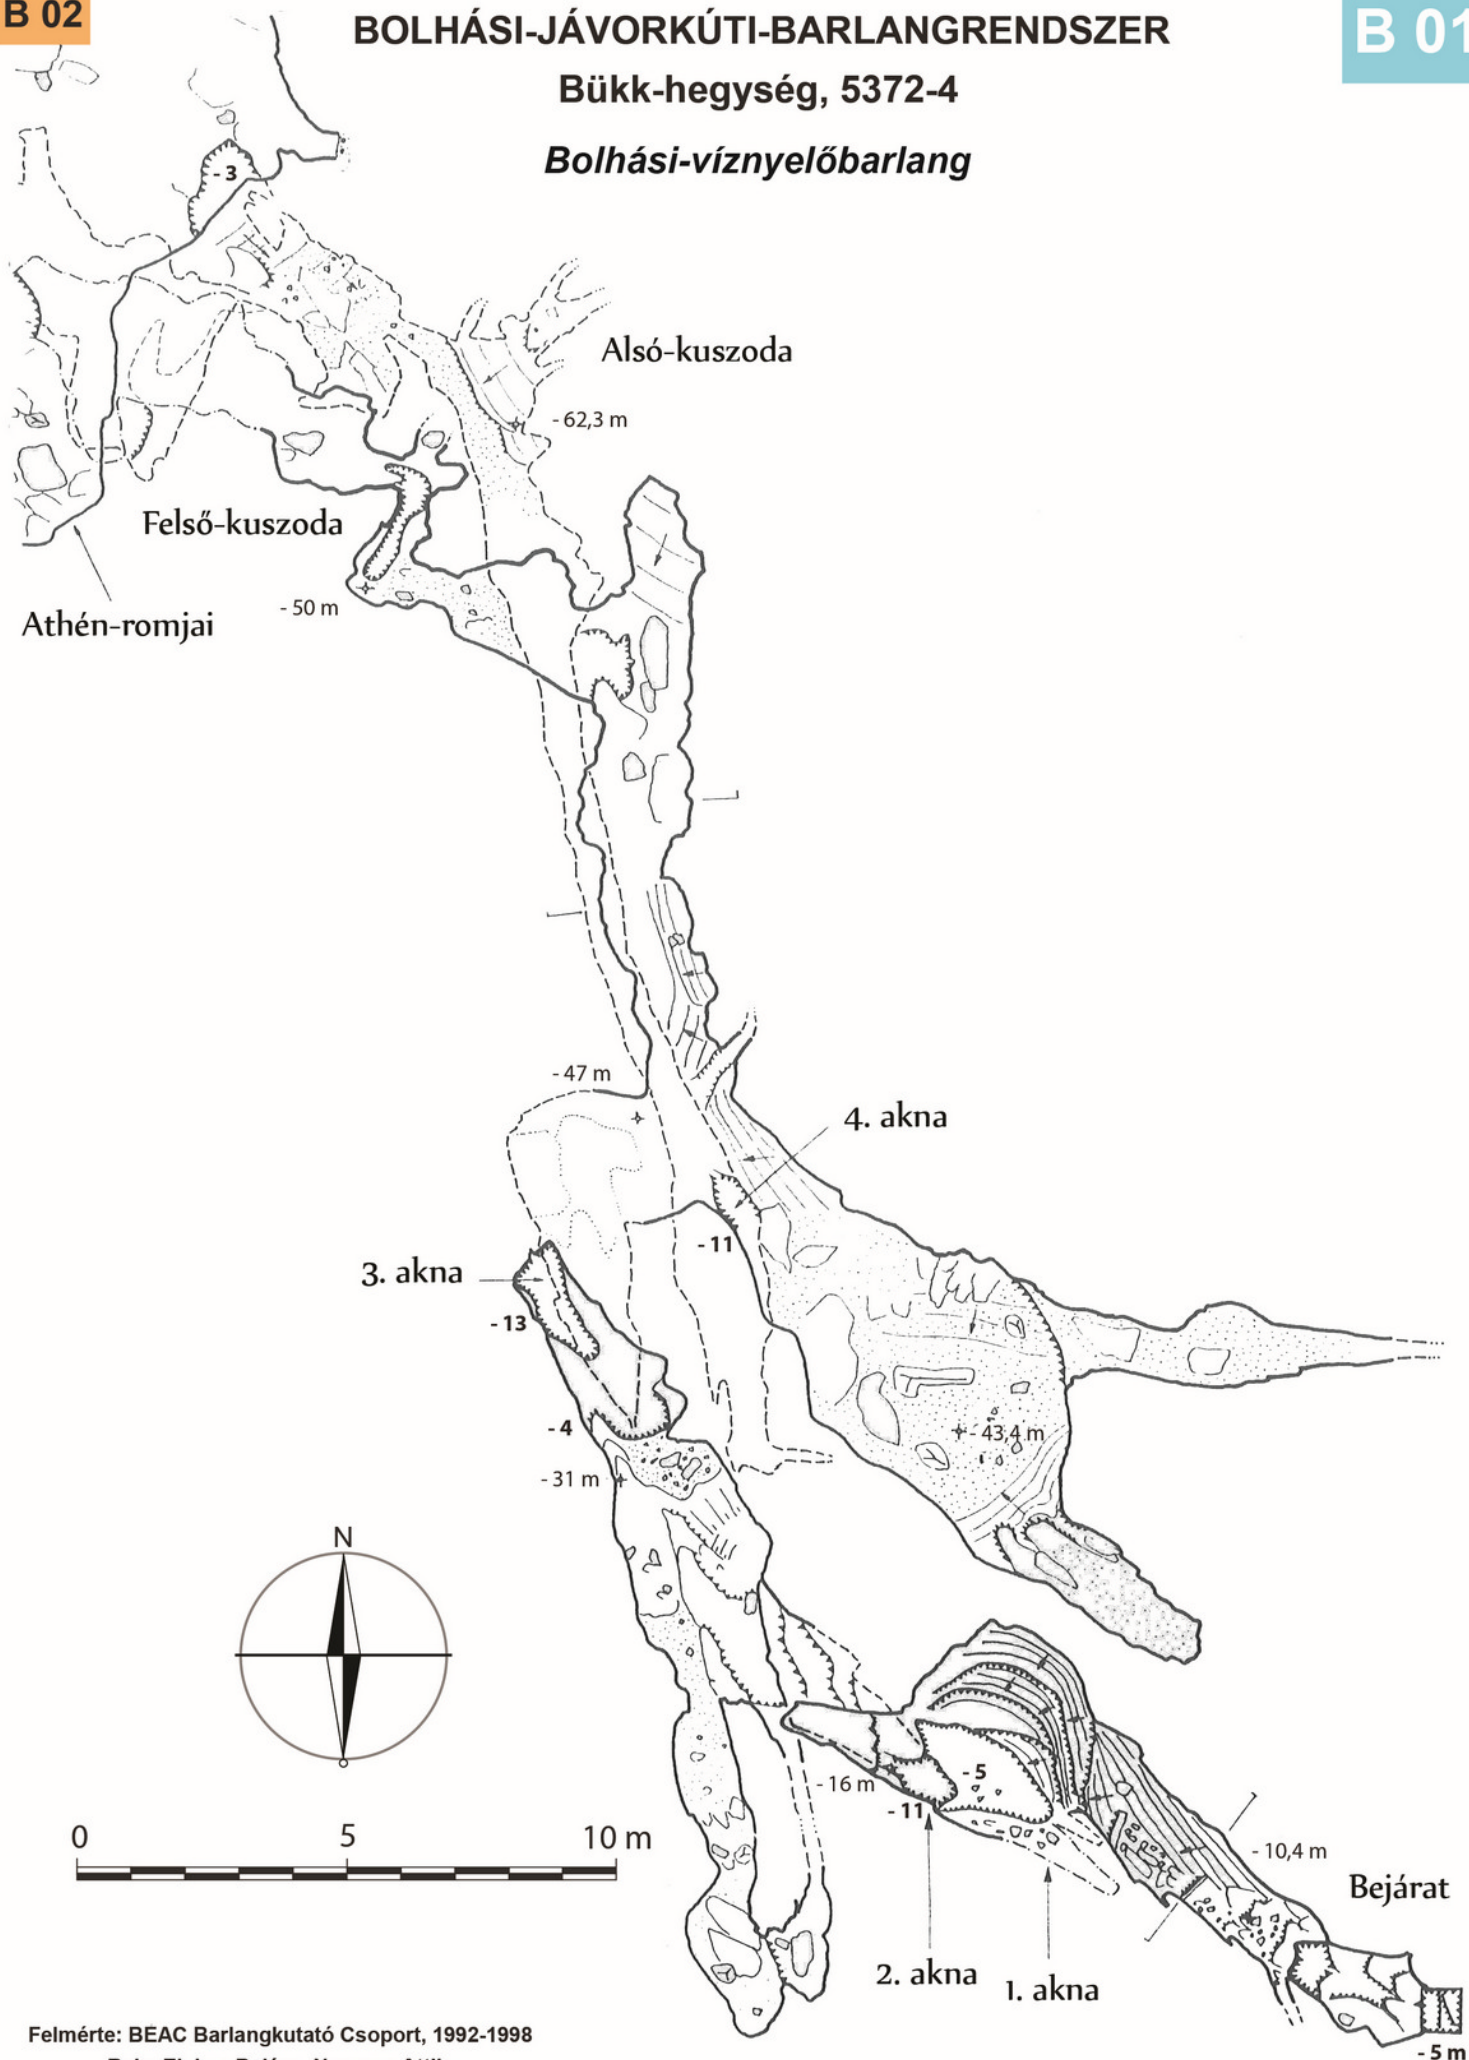 B 02
BOLHÁSI-JÁVORKÚTI-BARLANGRENDSZER
B 01
Bükk-hegység, 5372-4
Bolhási-víznyelőbarlang
- 3
Alsó-kuszoda
- 62,3 m
Felső-kuszoda
- 50 m
Athén-romjai
- 47 m
4. akna
- 11
3. akna
- 13
- 4
- 43,4 m
- 31 m
N
- 5
- 16 m
- 11
0 5 10 m
- 10,4 m
Bejárat
2. akna
1. akna
Felmérte: BEAC Barlangkutató Csoport, 1992-1998
- 5 m